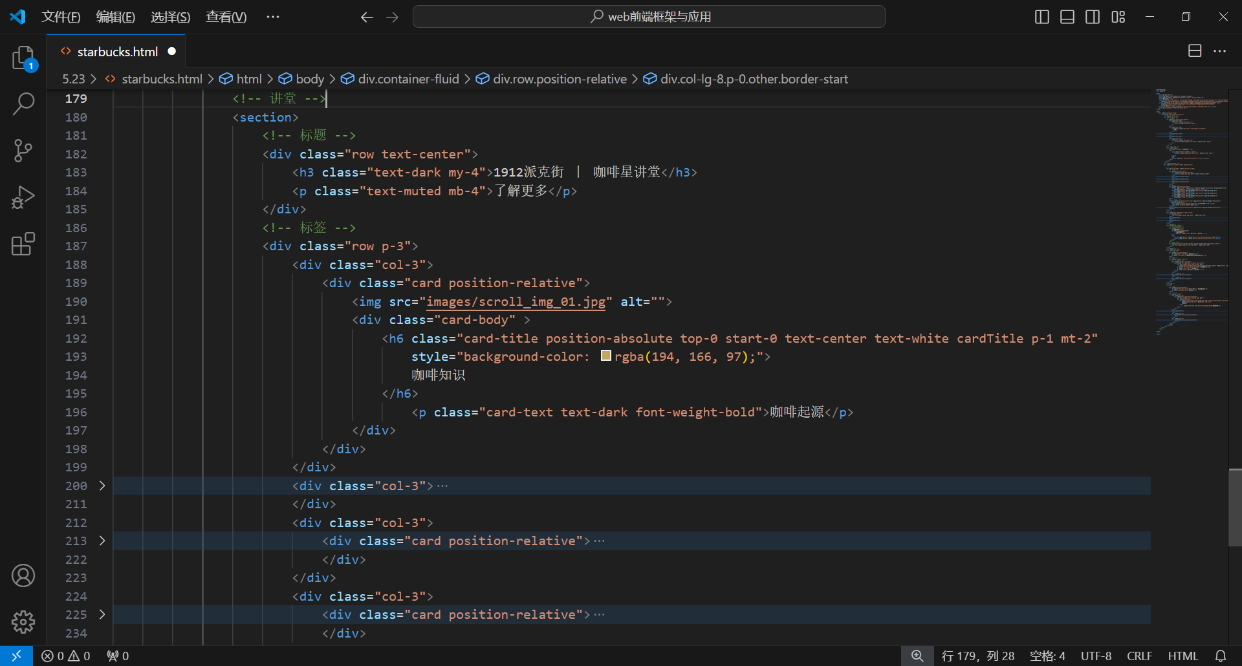 文件(F) 编辑(E) 选择(S) 查看(V) ··· web前端框架与应用
starbucks.html
1
5.23 > starbucks.html > html > body > div.container-fluid > div.row.position-relative > div.col-lg-8.p-0.other.border-start
179 <!-- 讲堂 -->
180 <section>
181 <!-- 标题 -->
182 <div class="row text-center">
183 <h3 class="text-dark my-4">1912派克街 | 咖啡星讲堂</h3>
184 <p class="text-muted mb-4">了解更多</p>
185 </div>
186 <!-- 标签 -->
187 <div class="row p-3">
188 <div class="col-3">
189 <div class="card position-relative">
190 <img src="images/scroll_img_01.jpg" alt="">
191 <div class="card-body" >
192 <h6 class="card-title position-absolute top-0 start-0 text-center text-white cardTitle p-1 mt-2"
193 style="background-color: rgba(194, 166, 97);">
194 咖啡知识
195 </h6>
196 <p class="card-text text-dark font-weight-bold">咖啡起源</p>
197 </div>
198 </div>
199 </div>
200 <div class="col-3">···
211 </div>
212 <div class="col-3">
213 <div class="card position-relative">···
222 </div>
223 </div>
224 <div class="col-3">
225 <div class="card position-relative">···
234 </div>
0 0 0 行 179，列 28 空格: 4 UTF-8 CRLF HTML